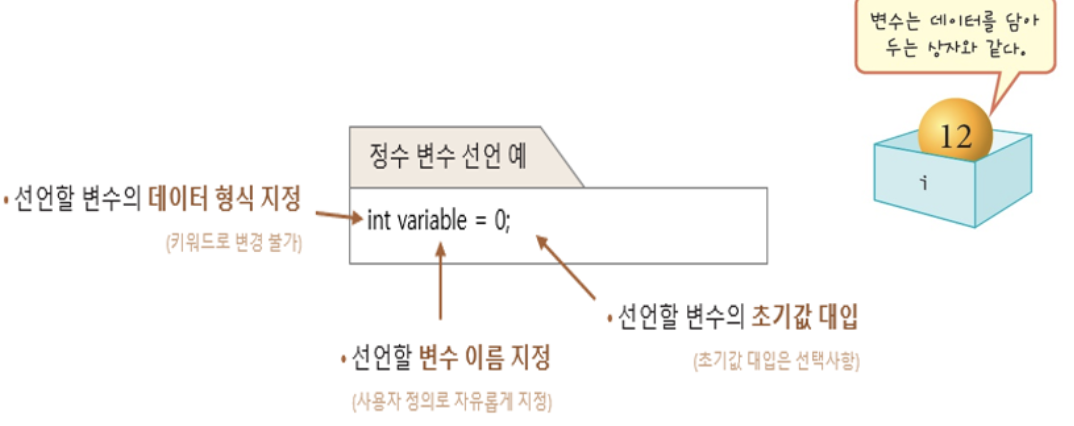 변수는 데이터를 담아
두는 상자와 같다.
12
i
정수 변수 선언 예
• 선언할 변수의 데이터 형식 지정
(키워드로 변경 불가)
int variable = 0;
• 선언할 변수의 초기값 대입
(초기값 대입은 선택사항)
• 선언할 변수 이름 지정
(사용자 정의로 자유롭게 지정)